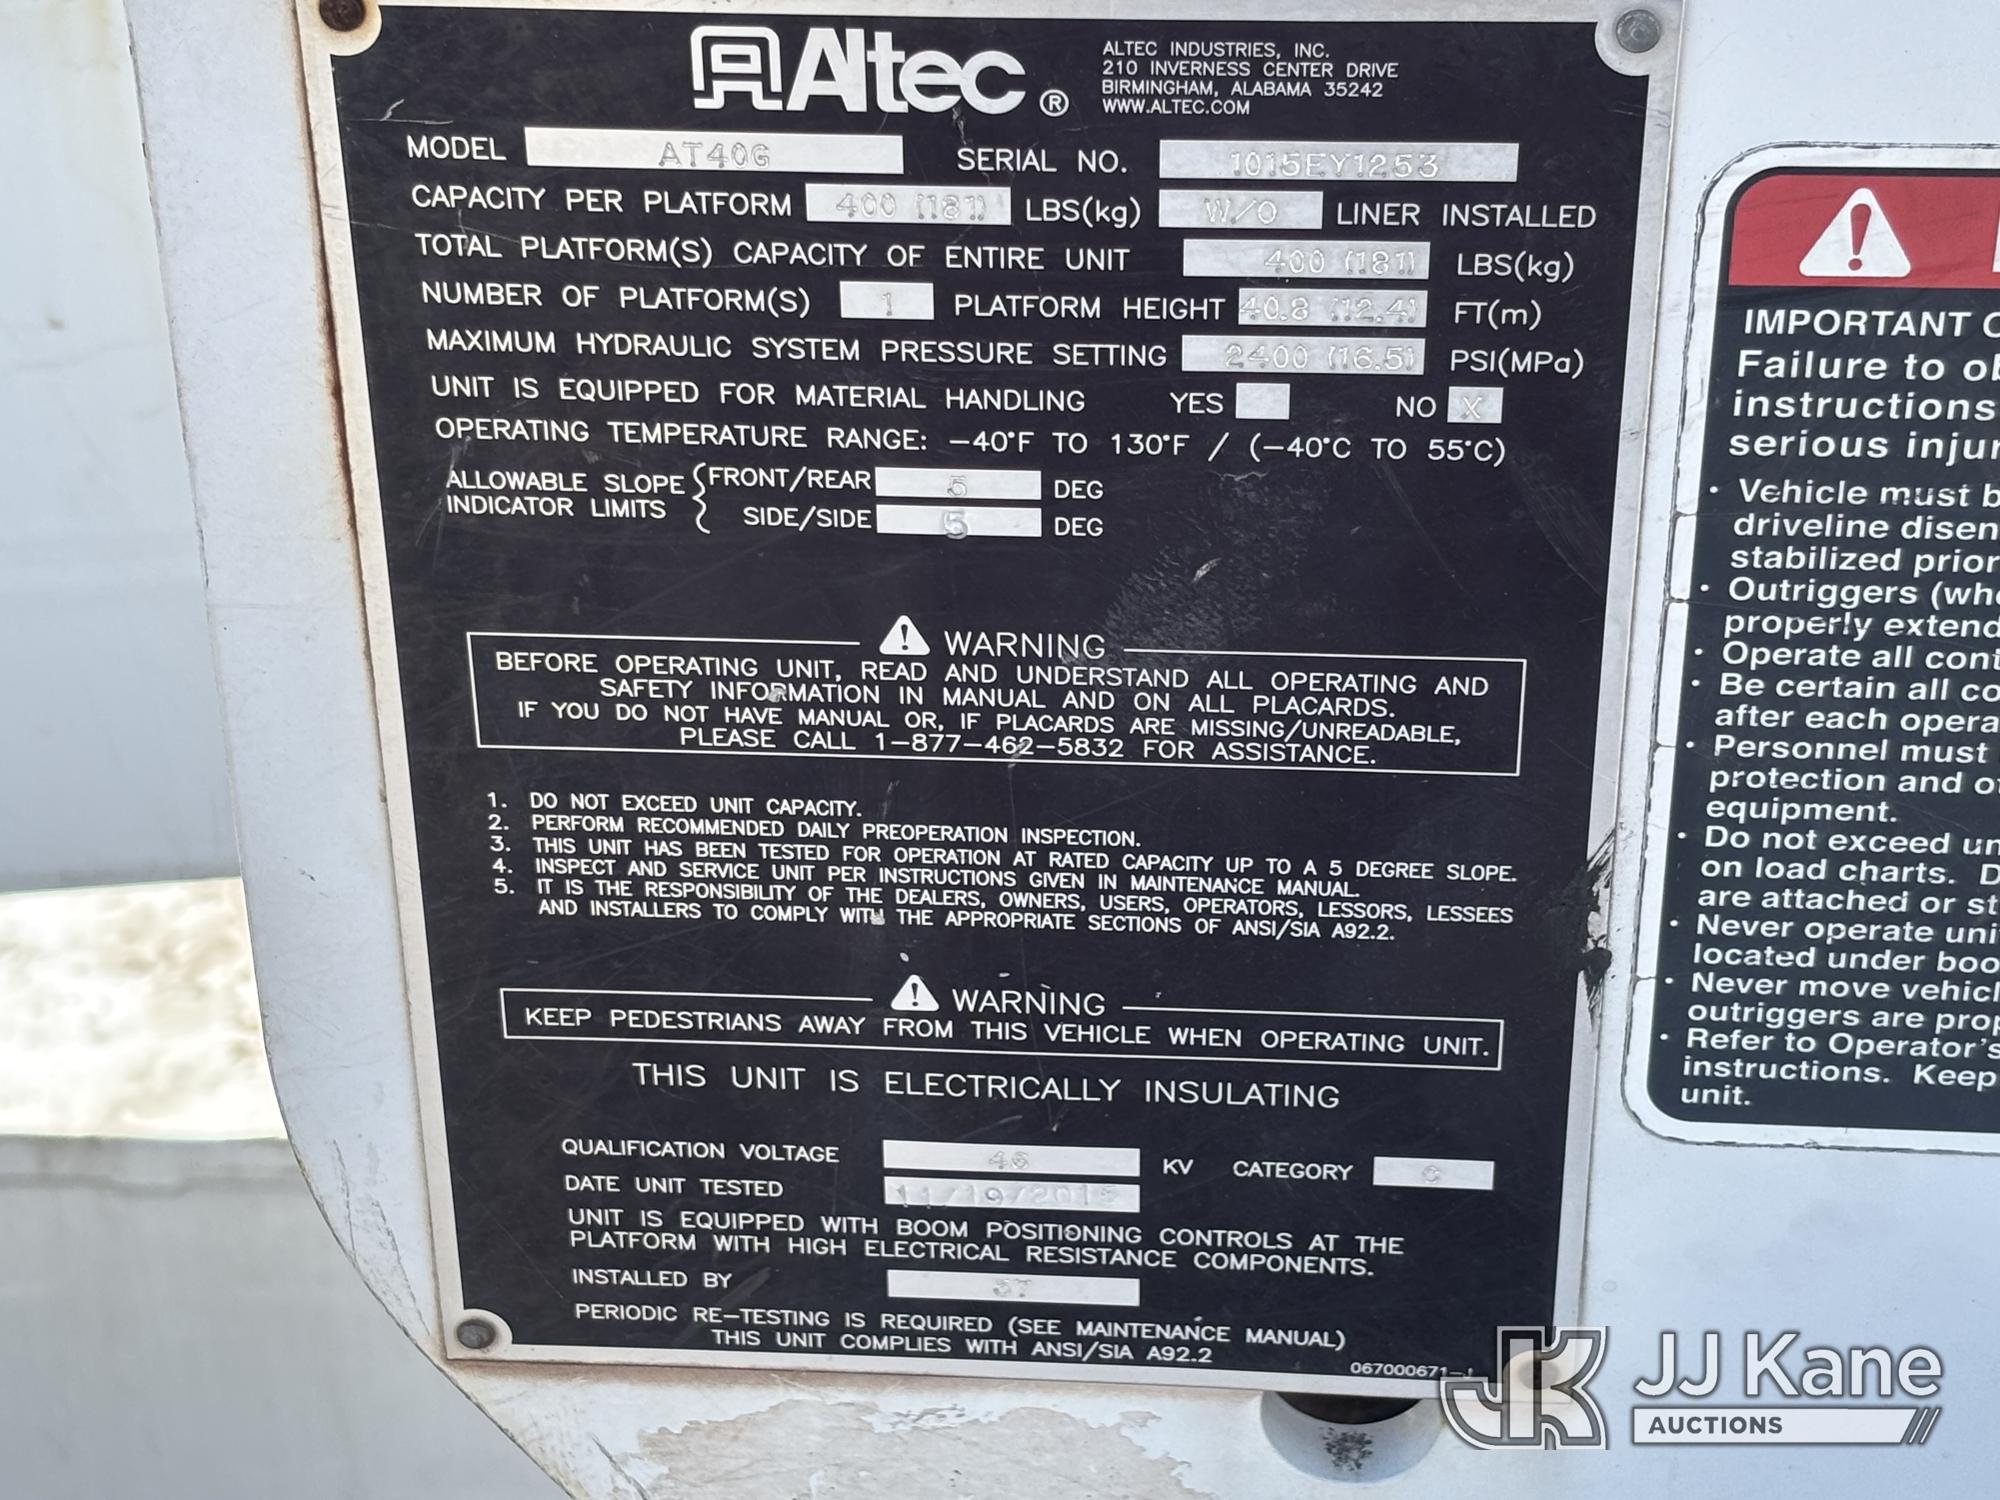 Altec ®
ALTEC INDUSTRIES, INC.
210 INVERNESS CENTER DRIVE
BIRMINGHAM, ALABAMA 35242
WWW.ALTEC.COM
MODEL AT40G SERIAL NO. 1015EY1253
CAPACITY PER PLATFORM 400 (181) LBS(kg) W/O LINER INSTALLED
TOTAL PLATFORM(S) CAPACITY OF ENTIRE UNIT 400 (181) LBS(kg)
NUMBER OF PLATFORM(S) 1 PLATFORM HEIGHT 40.8 (12.4) FT(m)
MAXIMUM HYDRAULIC SYSTEM PRESSURE SETTING 2400 (16.5) PSI(MPa)
UNIT IS EQUIPPED FOR MATERIAL HANDLING YES NO X
OPERATING TEMPERATURE RANGE: -40°F TO 130°F / (-40°C TO 55°C)
ALLOWABLE SLOPE FRONT/REAR 5 DEG
INDICATOR LIMITS SIDE/SIDE 5 DEG
WARNING
BEFORE OPERATING UNIT, READ AND UNDERSTAND ALL OPERATING AND
SAFETY INFORMATION IN MANUAL AND ON ALL PLACARDS.
IF YOU DO NOT HAVE MANUAL OR, IF PLACARDS ARE MISSING/UNREADABLE,
PLEASE CALL 1-877-462-5832 FOR ASSISTANCE.
1. DO NOT EXCEED UNIT CAPACITY.
2. PERFORM RECOMMENDED DAILY PREOPERATION INSPECTION.
3. THIS UNIT HAS BEEN TESTED FOR OPERATION AT RATED CAPACITY UP TO A 5 DEGREE SLOPE.
4. INSPECT AND SERVICE UNIT PER INSTRUCTIONS GIVEN IN MAINTENANCE MANUAL.
5. IT IS THE RESPONSIBILITY OF THE DEALERS, OWNERS, USERS, OPERATORS, LESSORS, LESSEES
AND INSTALLERS TO COMPLY WITH THE APPROPRIATE SECTIONS OF ANSI/SIA A92.2.
WARNING
KEEP PEDESTRIANS AWAY FROM THIS VEHICLE WHEN OPERATING UNIT.
THIS UNIT IS ELECTRICALLY INSULATING
QUALIFICATION VOLTAGE 46 KV CATEGORY C
DATE UNIT TESTED 11/19/2015
UNIT IS EQUIPPED WITH BOOM POSITIONING CONTROLS AT THE
PLATFORM WITH HIGH ELECTRICAL RESISTANCE COMPONENTS.
INSTALLED BY 37
PERIODIC RE-TESTING IS REQUIRED (SEE MAINTENANCE MANUAL)
THIS UNIT COMPLIES WITH ANSI/SIA A92.2
067000671-J
IMPORTANT
Failure to
instructions
serious
• Vehicle must
driveline
stabilized prior
• Outriggers
properly
• Operate all
• Be certain all
after each
• Personnel must
protection and
equipment.
• Do not exceed
on load charts.
are attached or
• Never operate
located under
• Never move
outriggers are
• Refer to Operator's
instructions. Keep
unit.
JK JJ Kane
AUCTIONS